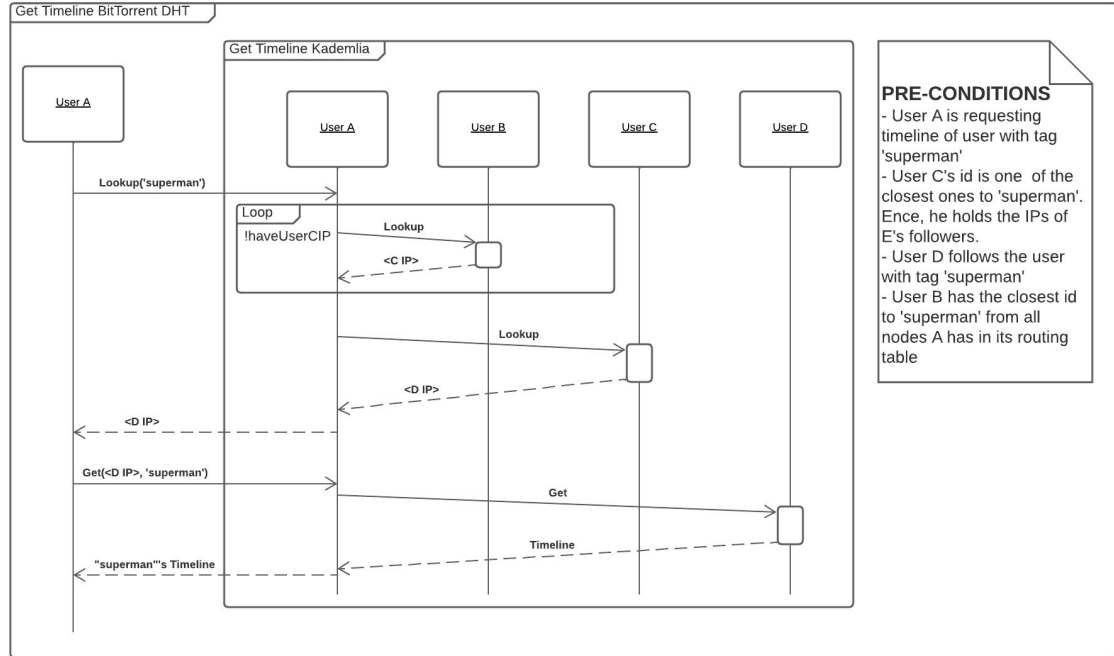 Get Timeline BitTorrent DHT
Get Timeline Kademlia
User A
User A
User B
User C
User D
Lookup('superman')
Loop
!haveUserCIP
Lookup
<C IP>
Lookup
<D IP>
<D IP>
Get(<D IP>, 'superman')
Get
Timeline
"superman"'s Timeline
PRE-CONDITIONS
- User A is requesting
timeline of user with tag
'superman'
- User C's id is one of the
closest ones to 'superman'.
Ence, he holds the IPs of
E's followers.
- User D follows the user
with tag 'superman'
- User B has the closest id
to 'superman' from all
nodes A has in its routing
table